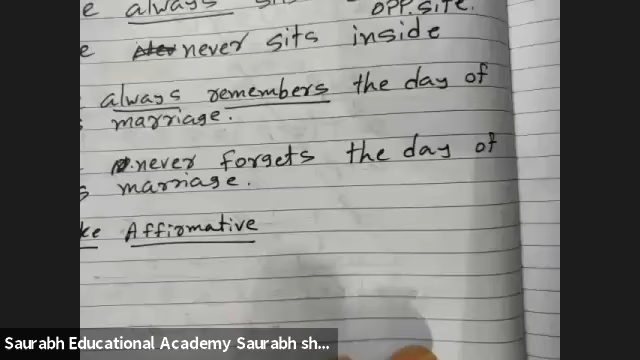 always
opp.site.
never sits inside
always remembers the day of
marriage.
never forgets the day of
marriage.
Affirmative
Saurabh Educational Academy Saurabh sh...